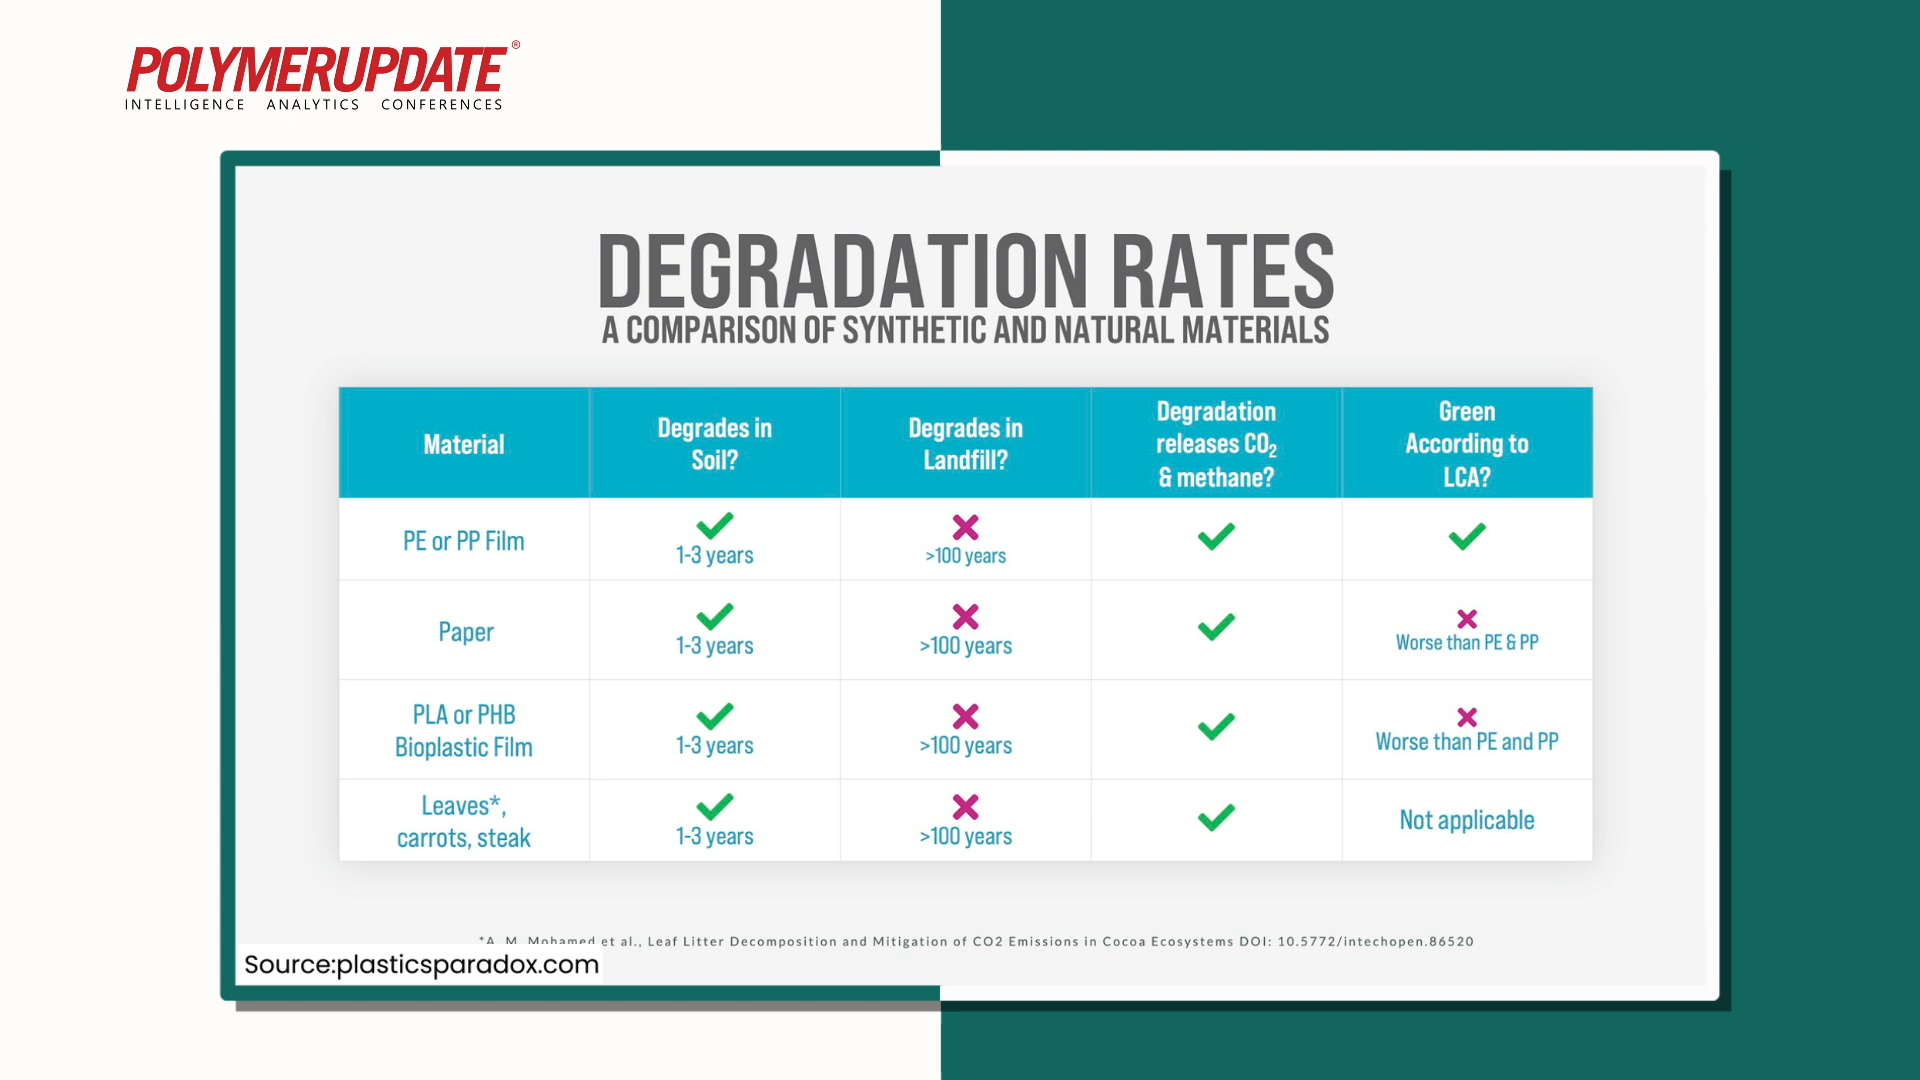 POLYMERUPDATE®
INTELLIGENCE ANALYTICS CONFERENCES
DEGRADATION RATES
A COMPARISON OF SYNTHETIC AND NATURAL MATERIALS
Material
Degrades in
Soil?
Degrades in
Landfill?
Degradation
releases CO₂
& methane?
Green
According to
LCA?
PE or PP Film
1-3 years
>100 years
Paper
1-3 years
>100 years
Worse than PE & PP
PLA or PHB
Bioplastic Film
1-3 years
>100 years
Worse than PE and PP
Leaves*,
carrots, steak
1-3 years
>100 years
Not applicable
*A. M. Mohamed et al., Leaf Litter Decomposition and Mitigation of CO2 Emissions in Cocoa Ecosystems DOI: 10.5772/intechopen.86520
Source:plasticsparadox.com